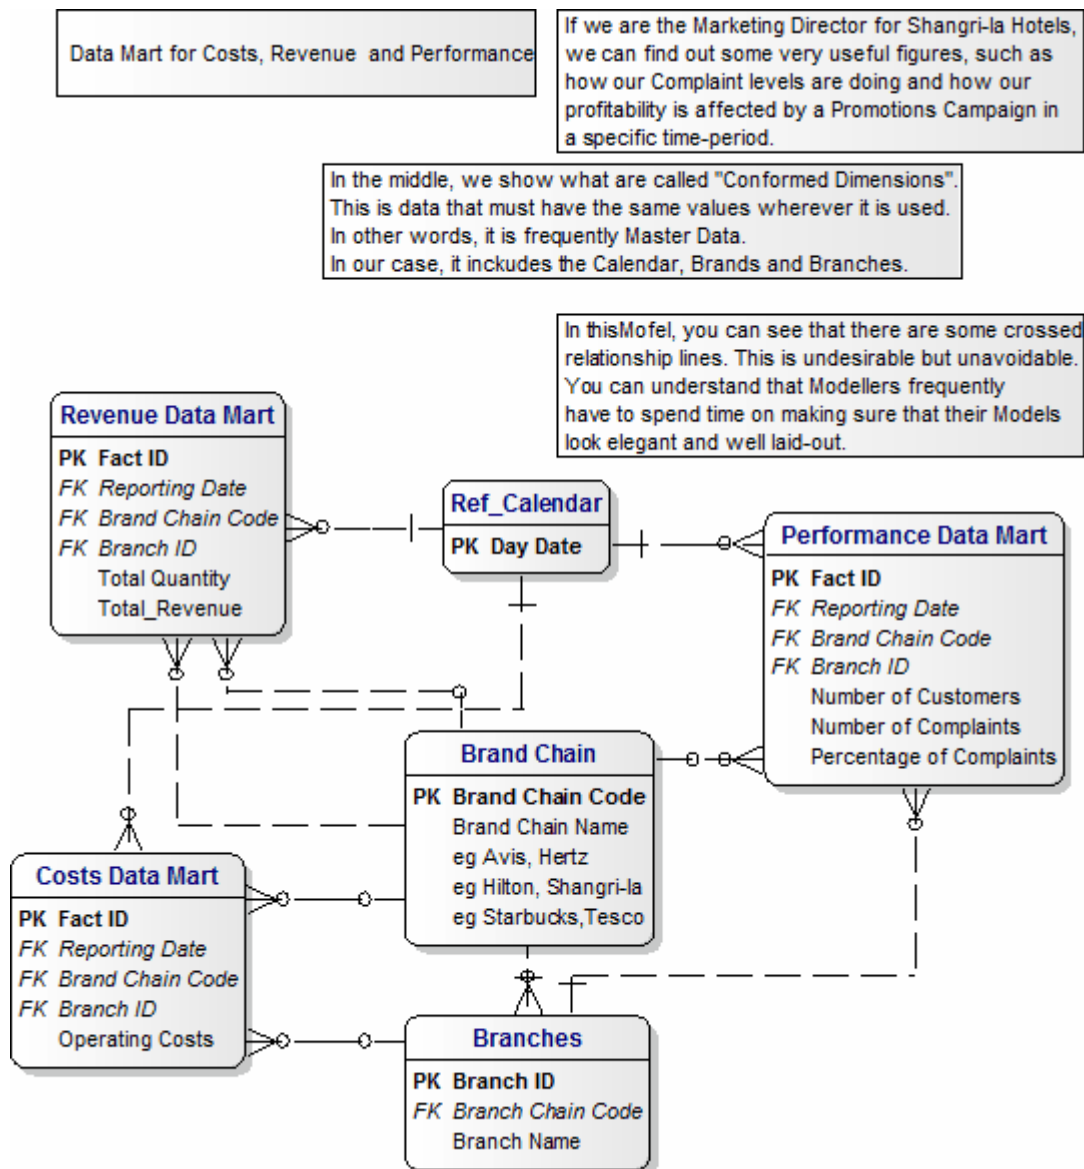 Data Mart for Costs, Revenue  and Performance
If we are the Marketing Director for Shangri-la Hotels,
we can find out some very useful figures, such as
how our Complaint levels are doing and how our
profitability is affected by a Promotions Campaign in
a specific time-period.
In the middle, we show what are called "Conformed Dimensions".
This is data that must have the same values wherever it is used.
In other words, it is frequently Master Data.
In our case, it inckudes the Calendar, Brands and Branches.
In thisMofel, you can see that there are some crossed
relationship lines. This is undesirable but unavoidable.
You can understand that Modellers frequently
have to spend time on making sure that their Models
look elegant and well laid-out.
Revenue Data Mart
PK Fact ID
FK Reporting Date
FK Brand Chain Code
FK Branch ID
Total Quantity
Total_Revenue
Ref_Calendar
PK Day Date
Performance Data Mart
PK Fact ID
FK Reporting Date
FK Brand Chain Code
FK Branch ID
Number of Customers
Number of Complaints
Percentage of Complaints
Brand Chain
PK Brand Chain Code
Brand Chain Name
eg Avis, Hertz
eg Hilton, Shangri-la
eg Starbucks,Tesco
Costs Data Mart
PK Fact ID
FK Reporting Date
FK Brand Chain Code
FK Branch ID
Operating Costs
Branches
PK Branch ID
FK Branch Chain Code
Branch Name